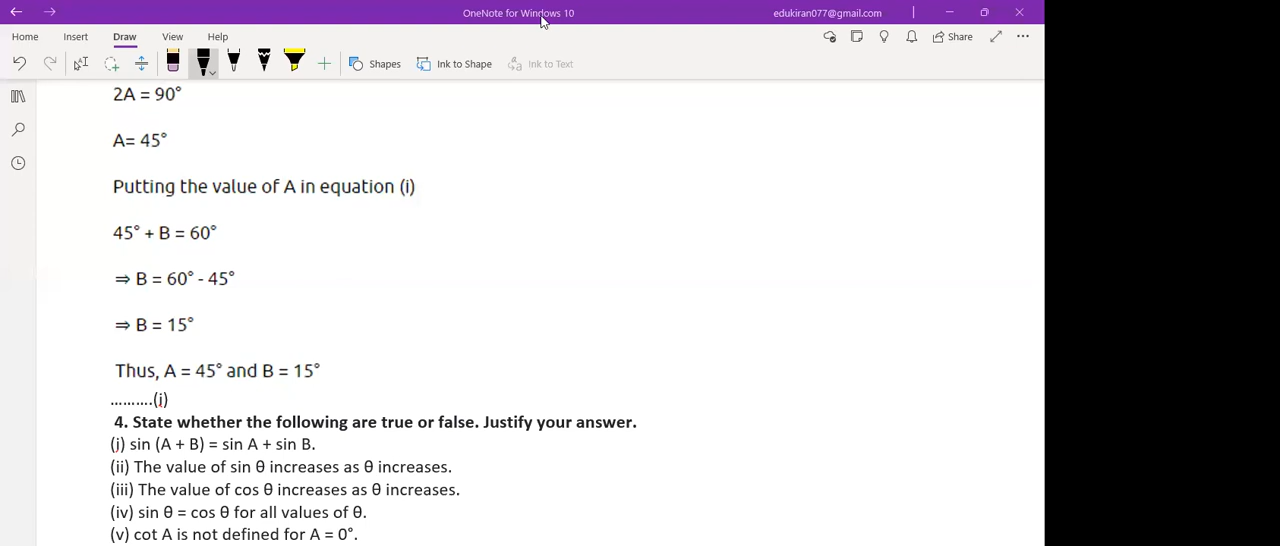 OneNote for Windows 10
edukiran077@gmail.com
Home Insert Draw View Help
Share
Shapes Ink to Shape Ink to Text
2A = 90°
A= 45°
Putting the value of A in equation (i)
45° + B = 60°
⇒ B = 60° - 45°
⇒ B = 15°
Thus, A = 45° and B = 15°
……….(i)
4. State whether the following are true or false. Justify your answer.
(i) sin (A + B) = sin A + sin B.
(ii) The value of sin θ increases as θ increases.
(iii) The value of cos θ increases as θ increases.
(iv) sin θ = cos θ for all values of θ.
(v) cot A is not defined for A = 0°.